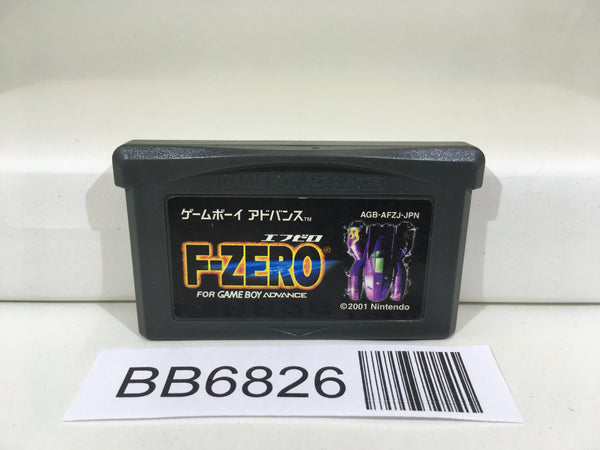 GAME BOY ADVANCE
ゲームボーイ アドバンス™
AGB-AFZJ-JPN
エフゼロ
F-ZERO®
FOR GAME BOY ADVANCE
©2001 Nintendo
BB6826